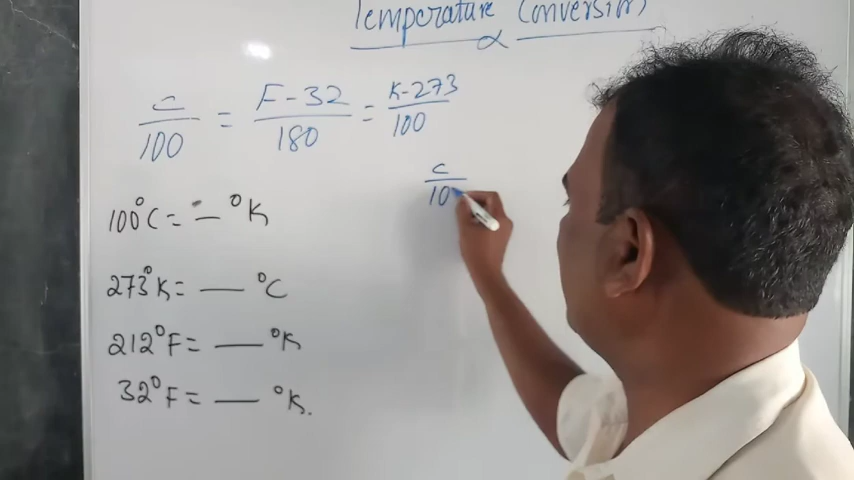 Temperature Conversion
C/100 = F-32/180 = K-273/100
C/10
100°C = — °K
273°K = — °C
212°F = — °K
32°F = — °K.